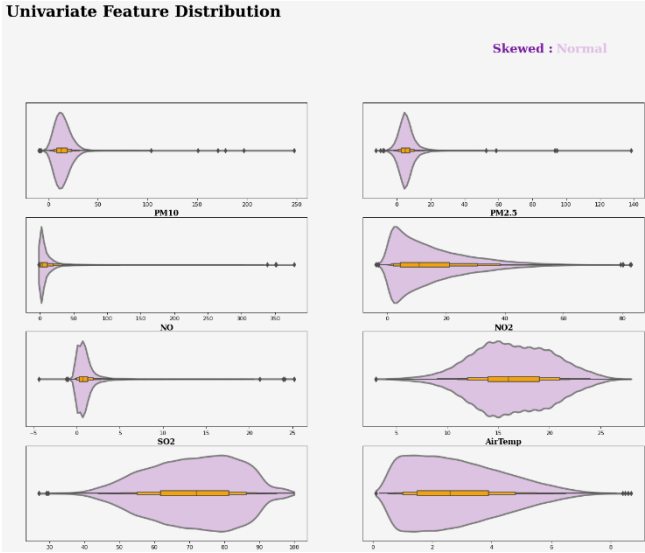 Univariate Feature Distribution
Skewed : Normal
0 50 100 150 200 250
0 20 40 60 80 100 120 140
PM10 PM2.5
0 50 100 150 200 250 300 350
0 20 40 60 80
NO NO2
-5 0 5 10 15 20 25
5 10 15 20 25
SO2 AirTemp
30 40 50 60 70 80 90 100
0 2 4 6 8